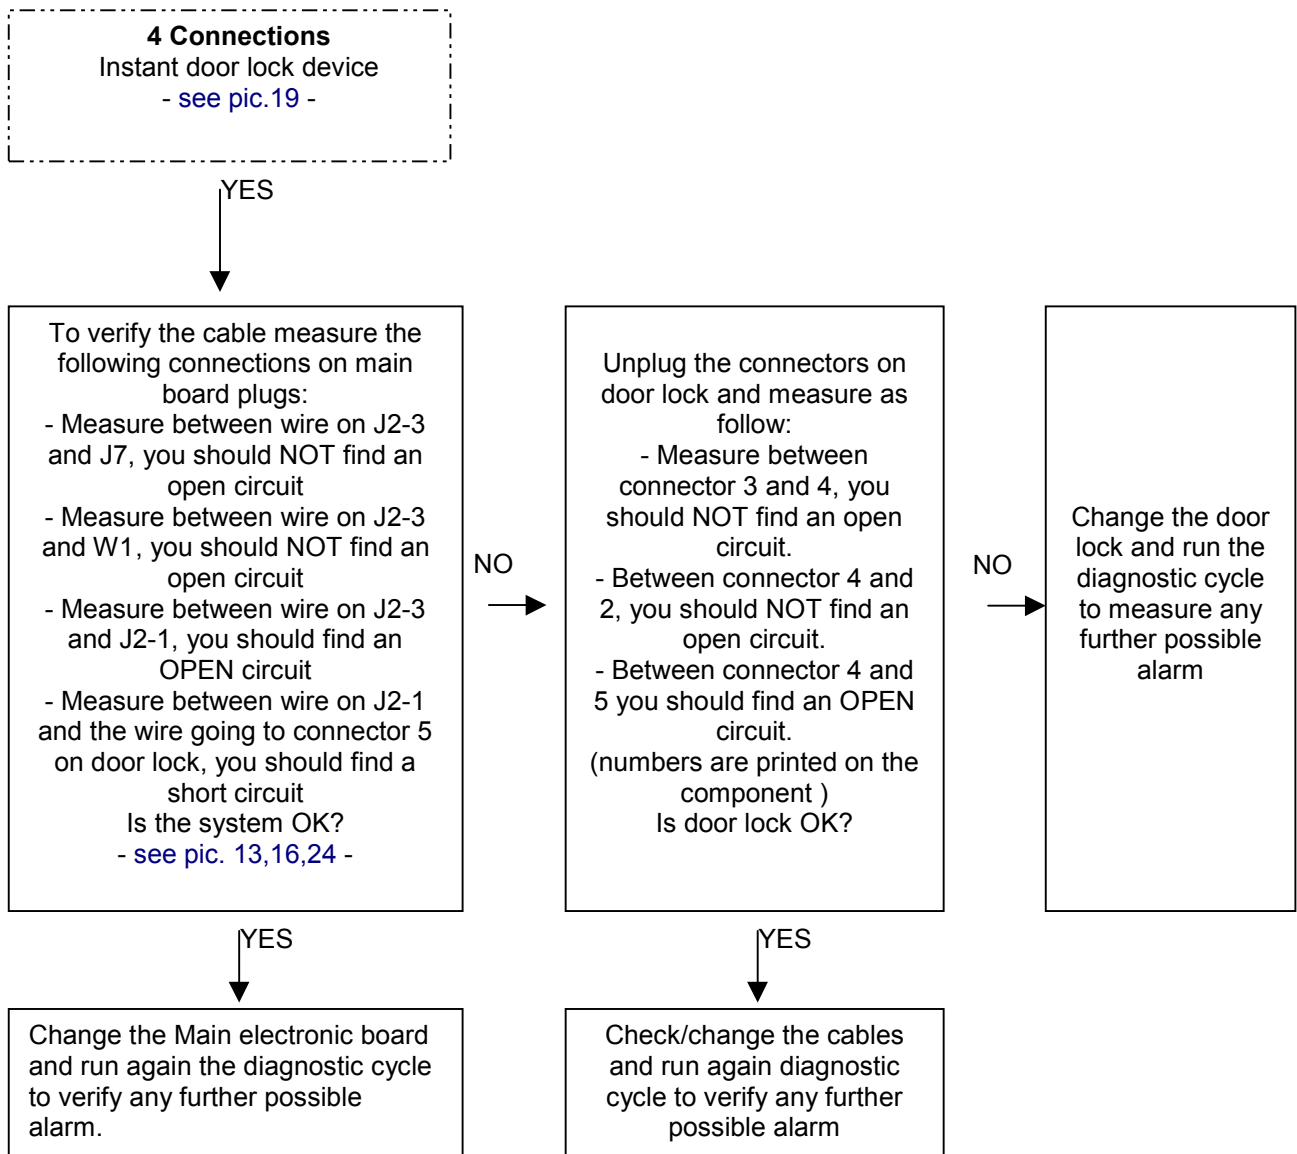 4 Connections
Instant door lock device
- see pic.19 -
YES
To verify the cable measure the
following connections on main
board plugs:
- Measure between wire on J2-3
and J7, you should NOT find an
open circuit
- Measure between wire on J2-3
and W1, you should NOT find an
open circuit
- Measure between wire on J2-3
and J2-1, you should find an
OPEN circuit
- Measure between wire on J2-1
and the wire going to connector 5
on door lock, you should find a
short circuit
Is the system OK?
- see pic. 13,16,24 -
NO
Unplug the connectors on
door lock and measure as
follow:
- Measure between
connector 3 and 4, you
should NOT find an open
circuit.
- Between connector 4 and
2, you should NOT find an
open circuit.
- Between connector 4 and
5 you should find an OPEN
circuit.
(numbers are printed on the
component )
Is door lock OK?
NO
Change the door
lock and run the
diagnostic cycle
to measure any
further possible
alarm
YES
Change the Main electronic board
and run again the diagnostic cycle
to verify any further possible
alarm.
YES
Check/change the cables
and run again diagnostic
cycle to verify any further
possible alarm